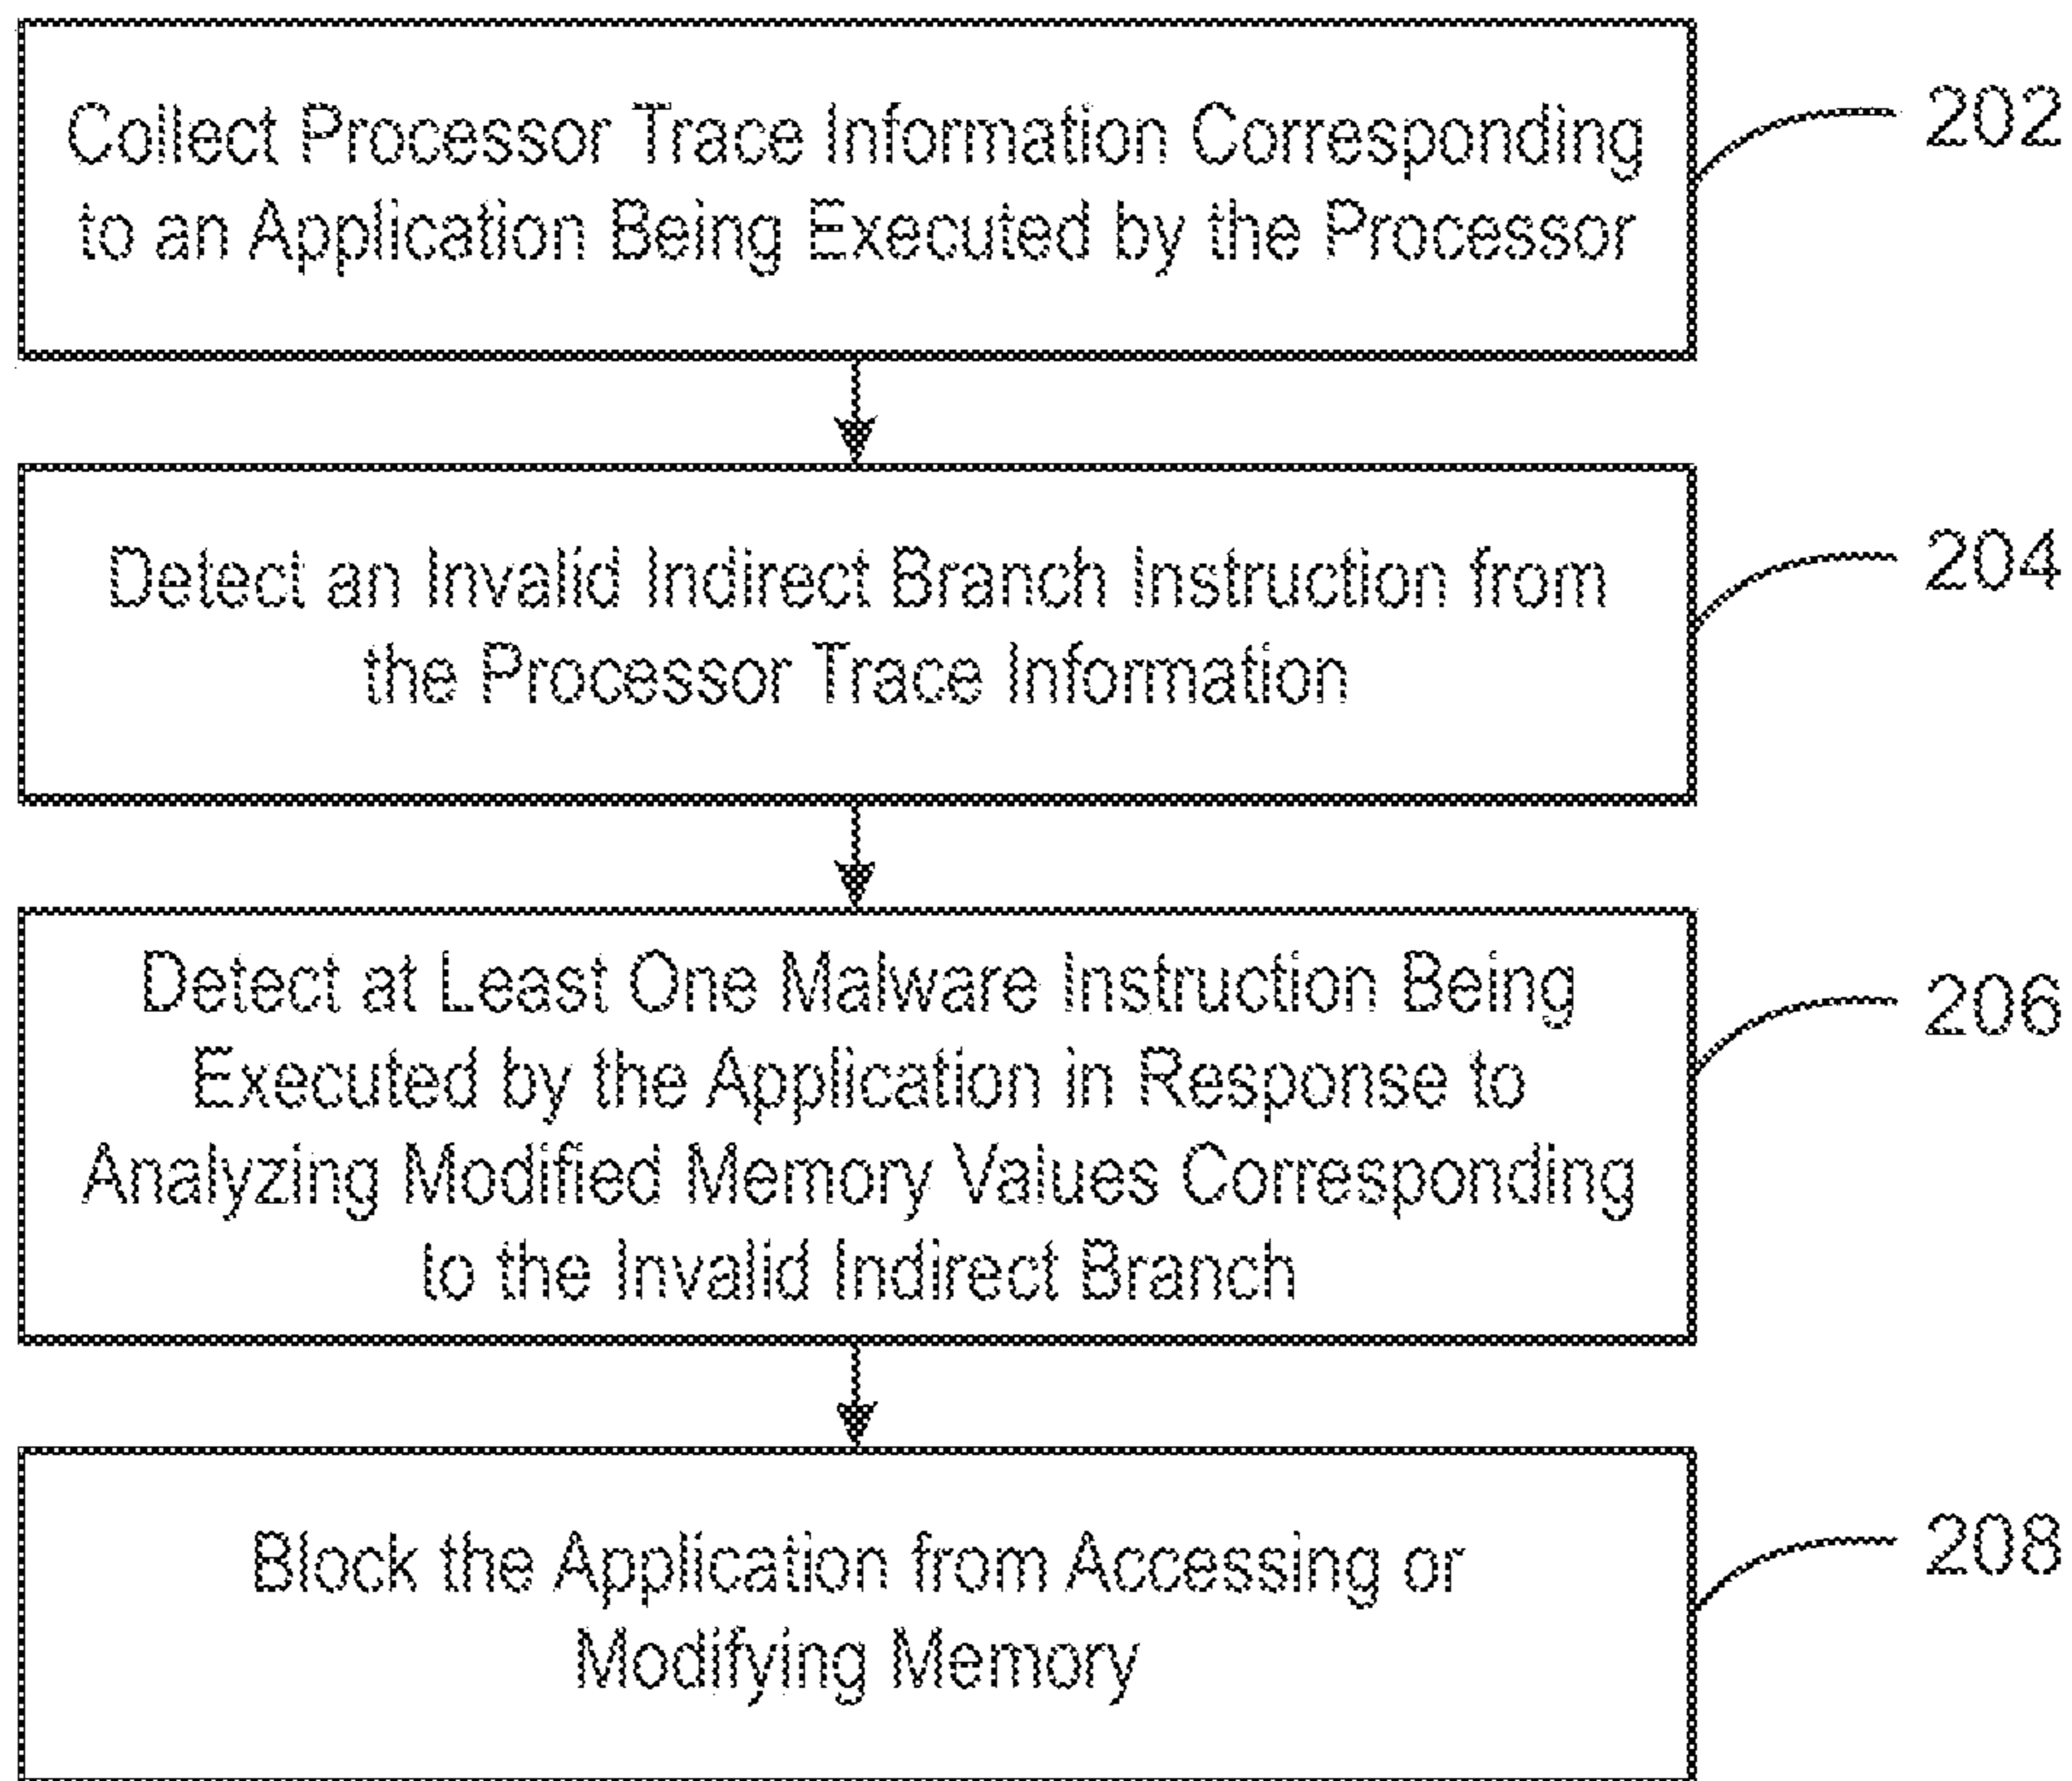 Collect Processor Trace Information Corresponding
to an Application Being Executed by the Processor
202
Detect an Invalid Indirect Branch Instruction from
the Processor Trace Information
204
Detect at Least One Malware Instruction Being
Executed by the Application in Response to
Analyzing Modified Memory Values Corresponding
to the Invalid Indirect Branch
206
Block the Application from Accessing or
Modifying Memory
208